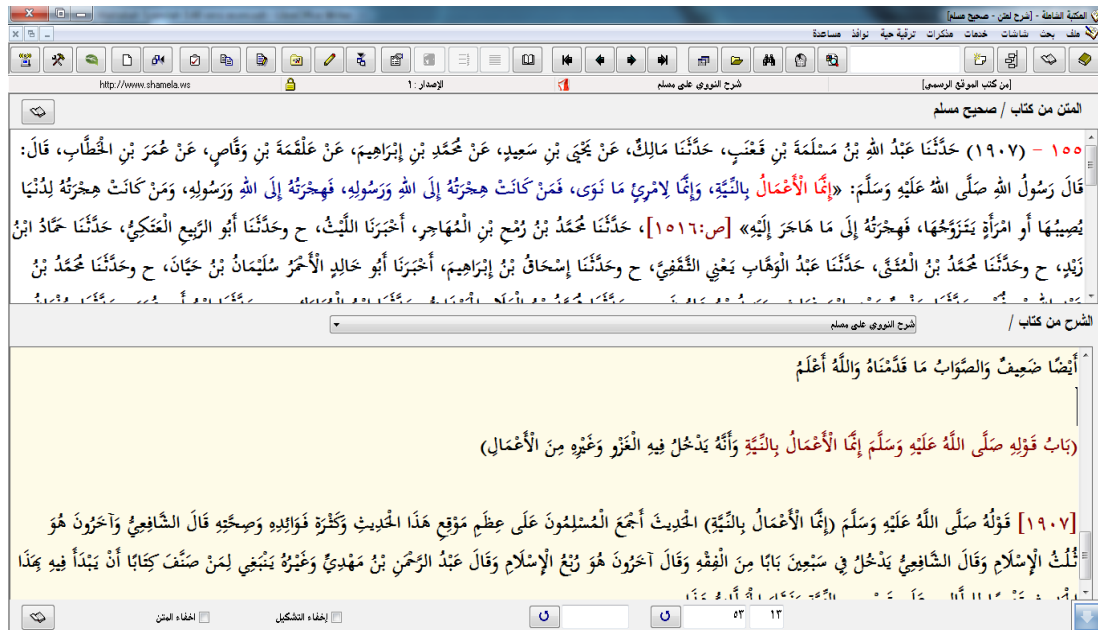 المكتبة الشاملة - [شرح لمتن - صحيح مسلم]
ملف بحث شاشات خدمات مذكرات ترقية حية نوافذ مساعدة
[من كتب الموقع الرسمي] شرح النووي على مسلم الإصدار : ١ http://www.shamela.ws
المتن من كتاب / صحيح مسلم
١٥٥ - (١٩٠٧) حَدَّثَنَا عَبْدُ اللهِ بْنُ مَسْلَمَةَ بْنِ قَعْنَبٍ، حَدَّثَنَا مَالِكٌ، عَنْ يَحْيَى بْنِ سَعِيدٍ، عَنْ مُحَمَّدِ بْنِ إِبْرَاهِيمَ، عَنْ عَلْقَمَةَ بْنِ وَقَّاصٍ، عَنْ عُمَرَ بْنِ الْخَطَّابِ، قَالَ:
قَالَ رَسُولُ اللهِ صَلَّى اللهُ عَلَيْهِ وَسَلَّمَ: «إِنَّمَا الْأَعْمَالُ بِالنِّيَّةِ، وَإِنَّمَا لِامْرِئٍ مَا نَوَى، فَمَنْ كَانَتْ هِجْرَتُهُ إِلَى اللهِ وَرَسُولِهِ، فَهِجْرَتُهُ إِلَى اللهِ وَرَسُولِهِ، وَمَنْ كَانَتْ هِجْرَتُهُ لِدُنْيَا
يُصِيبُهَا أَوِ امْرَأَةٍ يَتَزَوَّجُهَا، فَهِجْرَتُهُ إِلَى مَا هَاجَرَ إِلَيْهِ» [ص:١٥١٦]، حَدَّثَنَا مُحَمَّدُ بْنُ رُمْحِ بْنِ الْمُهَاجِرِ، أَخْبَرَنَا اللَّيْثُ، ح وحَدَّثَنَا أَبُو الرَّبِيعِ الْعَتَكِيُّ، حَدَّثَنَا حَمَّادُ ابْنُ
زَيْدٍ، ح وحَدَّثَنَا مُحَمَّدُ بْنُ الْمُثَنَّى، حَدَّثَنَا عَبْدُ الْوَهَّابِ يَعْنِي الثَّقَفِيَّ، ح وحَدَّثَنَا إِسْحَاقُ بْنُ إِبْرَاهِيمَ، أَخْبَرَنَا أَبُو خَالِدٍ الْأَحْمَرُ سُلَيْمَانُ بْنُ حَيَّانَ، ح وحَدَّثَنَا مُحَمَّدُ بْنُ
الشرح من كتاب / شرح النووي على مسلم
أَيْضًا ضَعِيفٌ وَالصَّوَابُ مَا قَدَّمْنَاهُ وَاللَّهُ أَعْلَمُ
(بَابُ قَوْلِهِ صَلَّى اللَّهُ عَلَيْهِ وَسَلَّمَ إِنَّمَا الْأَعْمَالُ بِالنِّيَّةِ وَأَنَّهُ يَدْخُلُ فِيهِ الْغَزْوُ وَغَيْرِهِ مِنَ الْأَعْمَالِ)
[١٩٠٧] قَوْلُهُ صَلَّى اللَّهُ عَلَيْهِ وَسَلَّمَ (إِنَّمَا الْأَعْمَالُ بِالنِّيَّةِ) الْحَدِيثَ أَجْمَعَ الْمُسْلِمُونَ عَلَى عِظَمِ مَوْقِعِ هَذَا الْحَدِيثِ وَكَثْرَةِ فَوَائِدِهِ وَصِحَّتِهِ قَالَ الشَّافِعِيُّ وَآخَرُونَ هُوَ
ثُلُثُ الْإِسْلَامِ وَقَالَ الشَّافِعِيُّ يَدْخُلُ فِي سَبْعِينَ بَابًا مِنَ الْفِقْهِ وَقَالَ آخَرُونَ هُوَ رُبْعُ الْإِسْلَامِ وَقَالَ عَبْدُ الرَّحْمَنِ بْنُ مَهْدِيٍّ وَغَيْرُهُ يَنْبَغِي لِمَنْ صَنَّفَ كِتَابًا أَنْ يَبْدَأَ فِيهِ بِهَذَا
١٣ ٥٣ إخفاء التشكيل اخفاء المتن